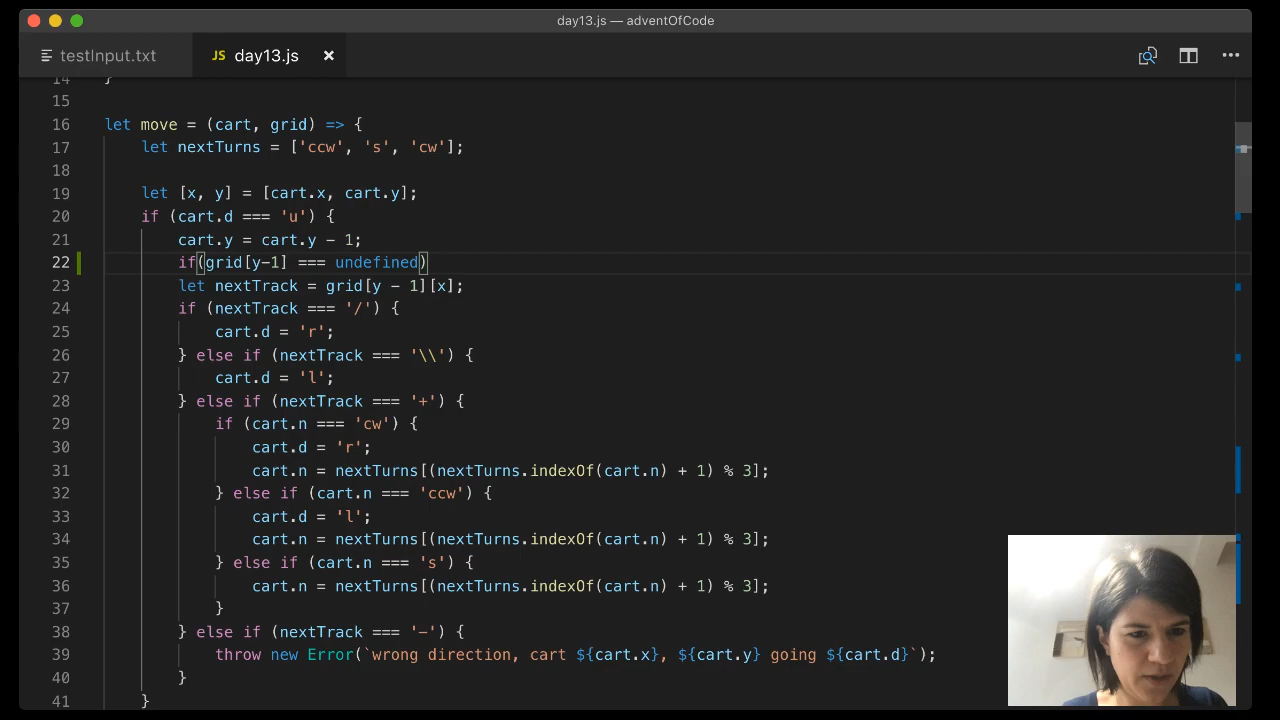 day13.js — adventOfCode
testInput.txt
JS day13.js ×
14 }
15
16 let move = (cart, grid) => {
17 let nextTurns = ['ccw', 's', 'cw'];
18
19 let [x, y] = [cart.x, cart.y];
20 if (cart.d === 'u') {
21 cart.y = cart.y - 1;
22 if(grid[y-1] === undefined)
23 let nextTrack = grid[y - 1][x];
24 if (nextTrack === '/') {
25 cart.d = 'r';
26 } else if (nextTrack === '\\') {
27 cart.d = 'l';
28 } else if (nextTrack === '+') {
29 if (cart.n === 'cw') {
30 cart.d = 'r';
31 cart.n = nextTurns[(nextTurns.indexOf(cart.n) + 1) % 3];
32 } else if (cart.n === 'ccw') {
33 cart.d = 'l';
34 cart.n = nextTurns[(nextTurns.indexOf(cart.n) + 1) % 3];
35 } else if (cart.n === 's') {
36 cart.n = nextTurns[(nextTurns.indexOf(cart.n) + 1) % 3];
37 }
38 } else if (nextTrack === '-') {
39 throw new Error(`wrong direction, cart ${cart.x}, ${cart.y} going ${cart.d}`);
40 }
41 }